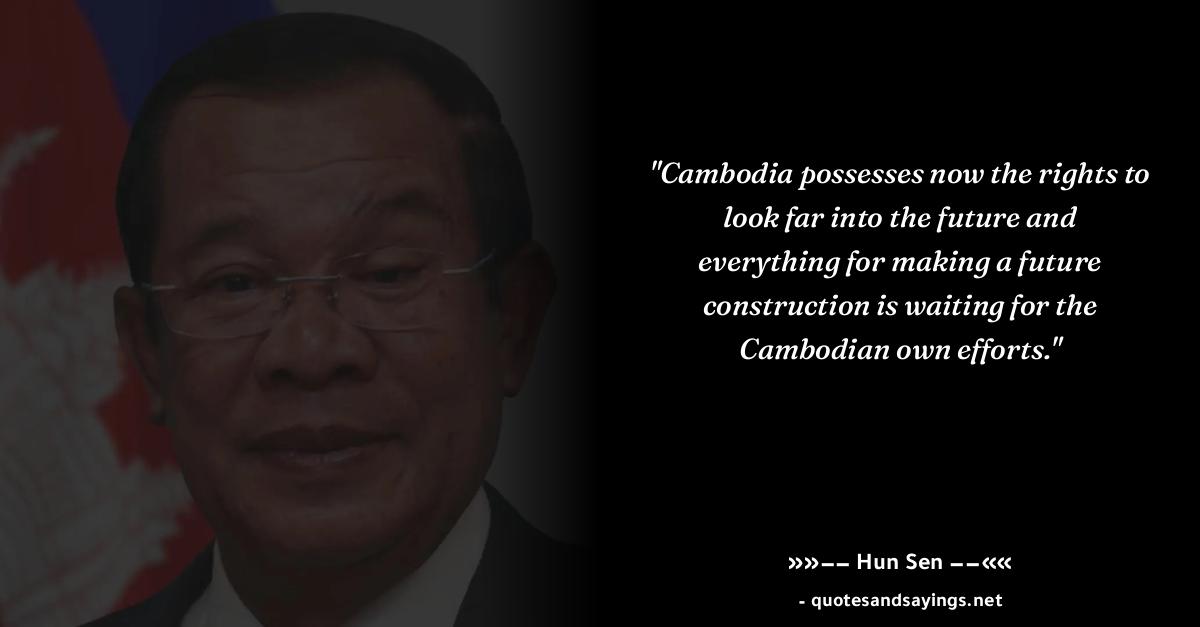 "Cambodia possesses now the rights to
look far into the future and
everything for making a future
construction is waiting for the
Cambodian own efforts."
»»—— Hun Sen ——««
- quotesandsayings.net